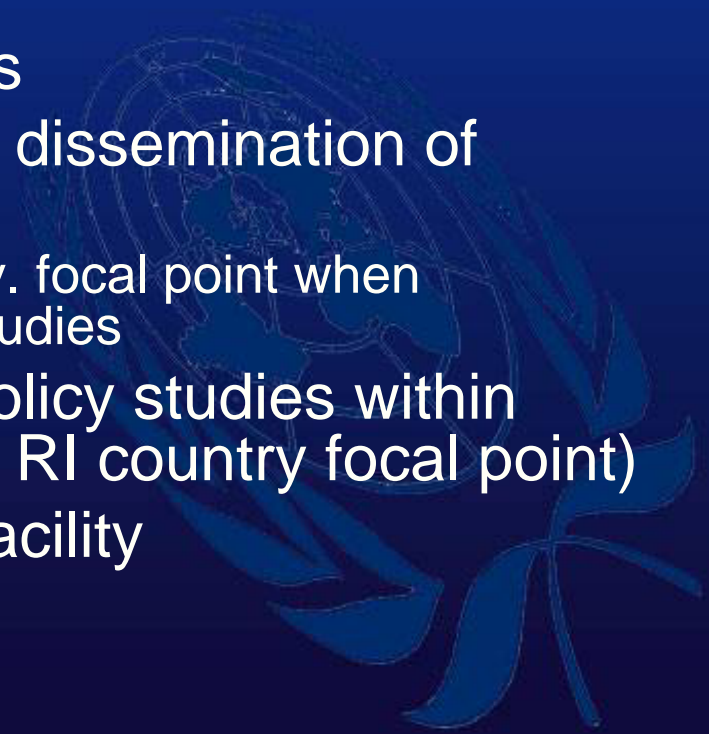 s
dissemination of
y. focal point when
udies
olicy studies within
RI country focal point)
acility